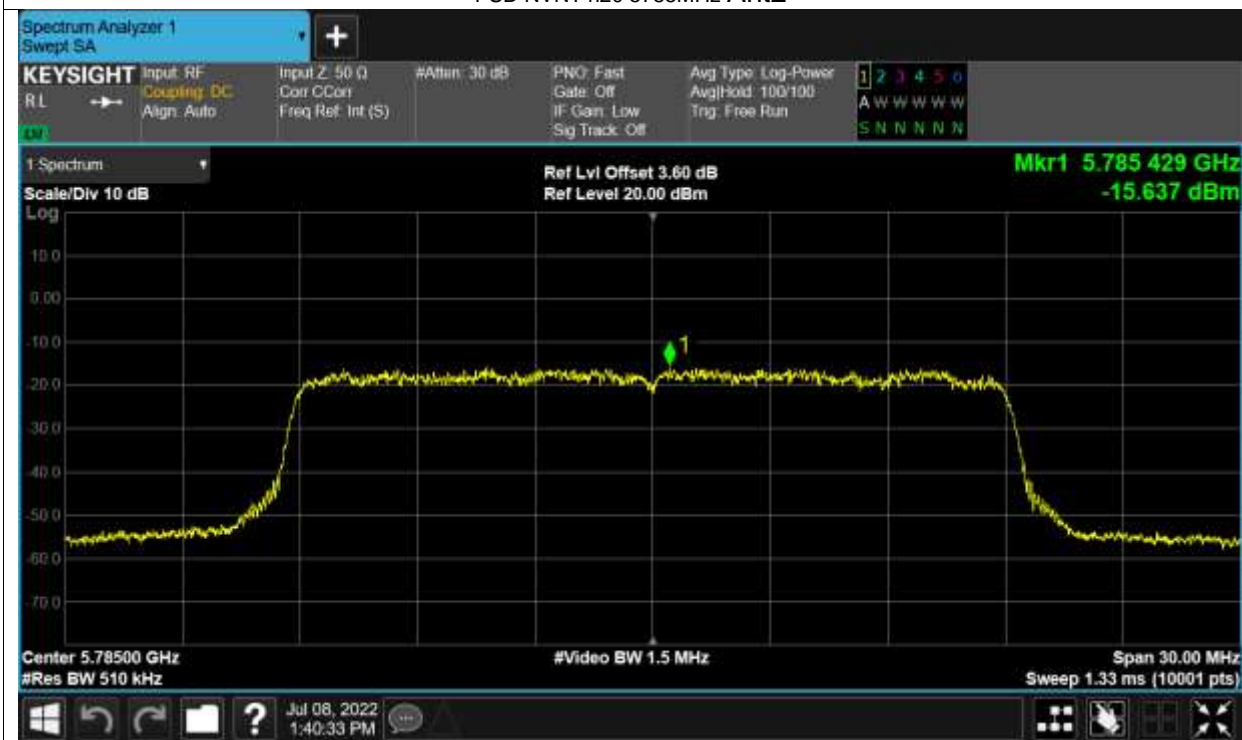 Spectrum Analyzer 1
Swept SA
+
KEYSIGHT
RL
Input: RF
Coupling: DC
Align: Auto
Input Z: 50 Ω
Corr CCorr
Freq Ref: Int (S)
#Atten: 30 dB
PNO: Fast
Gate: Off
IF Gain: Low
Sig Track: Off
Avg Type: Log-Power
Avg|Hold: 100/100
Trig: Free Run
1 2 3 4 5 6
A W W W W W
S N N N N N
1 Spectrum
Scale/Div 10 dB
Log
Ref Lvl Offset 3.60 dB
Ref Level 20.00 dBm
Mkr1 5.785 429 GHz
-15.637 dBm
10.0
0.00
-10.0
-20.0
-30.0
-40.0
-50.0
-60.0
-70.0
1
Center 5.78500 GHz
#Res BW 510 kHz
#Video BW 1.5 MHz
Span 30.00 MHz
Sweep 1.33 ms (10001 pts)
?
Jul 08, 2022
1:40:33 PM